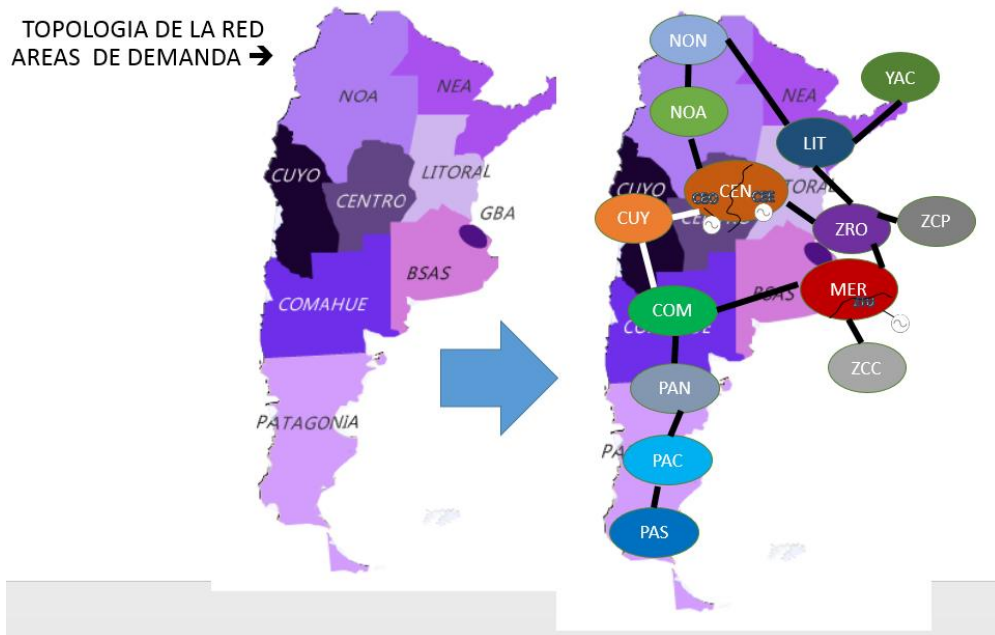 TOPOLOGIA DE LA RED
AREAS DE DEMANDA ➔
NOA
NEA
CUYO
CENTRO
LITORAL
GBA
BSAS
COMAHUE
PATAGONiA
NON
NOA
NEA
YAC
LIT
CUYO
CEN
CUY
ZRO
ZCP
COM
BSAS
MER
ZCC
PAN
PAC
PAS